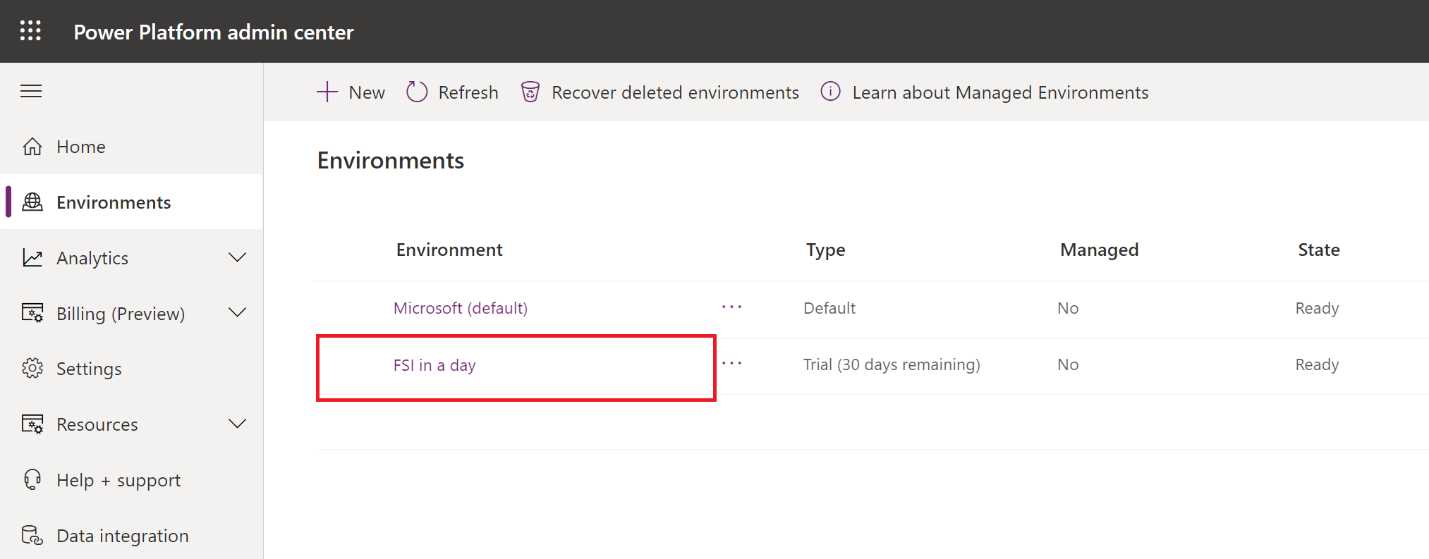 Power Platform admin center
New Refresh Recover deleted environments Learn about Managed Environments
Home
Environments
Analytics
Billing (Preview)
Settings
Resources
Help + support
Data integration
Environments
Environment Type Managed State
Microsoft (default) ... Default No Ready
FSI in a day ... Trial (30 days remaining) No Ready